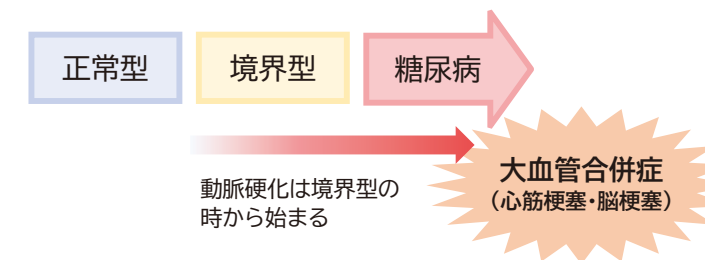 正常型
境界型
糖尿病
動脈硬化は境界型の
時から始まる
大血管合併症
（心筋梗塞・脳梗塞）